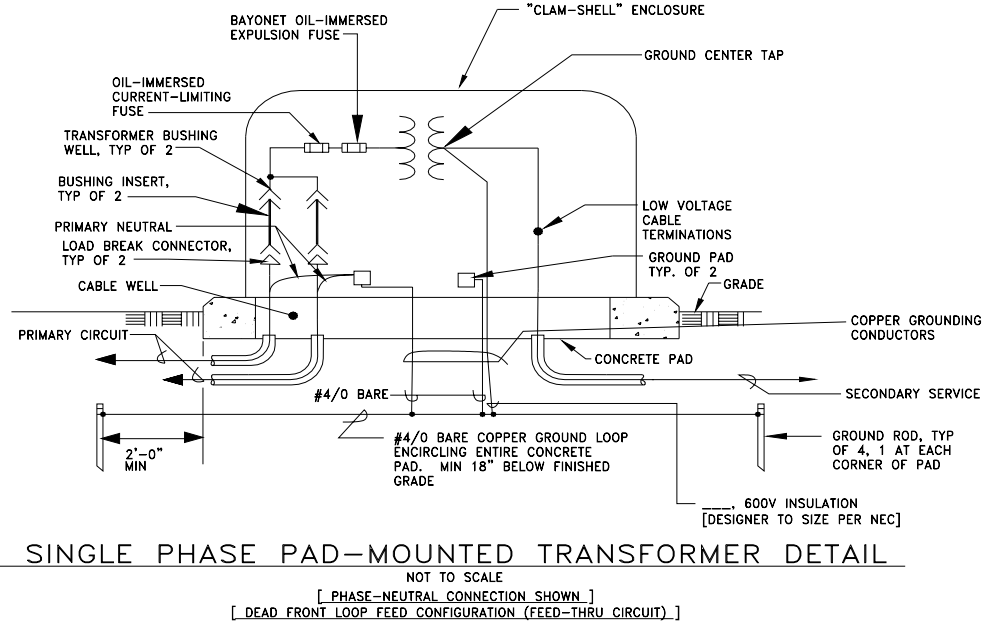 "CLAM-SHELL" ENCLOSURE
BAYONET OIL-IMMERSED
EXPULSION FUSE
GROUND CENTER TAP
OIL-IMMERSED
CURRENT-LIMITING
FUSE
TRANSFORMER BUSHING
WELL, TYP OF 2
BUSHING INSERT,
TYP OF 2
PRIMARY NEUTRAL
LOAD BREAK CONNECTOR,
TYP OF 2
CABLE WELL
LOW VOLTAGE
CABLE
TERMINATIONS
GROUND PAD
TYP. OF 2
GRADE
PRIMARY CIRCUIT
COPPER GROUNDING
CONDUCTORS
CONCRETE PAD
#4/0 BARE
SECONDARY SERVICE
2'-0"
MIN
#4/0 BARE COPPER GROUND LOOP
ENCIRCLING ENTIRE CONCRETE
PAD. MIN 18" BELOW FINISHED
GRADE
GROUND ROD, TYP
OF 4, 1 AT EACH
CORNER OF PAD
___, 600V INSULATION
[DESIGNER TO SIZE PER NEC]
SINGLE PHASE PAD-MOUNTED TRANSFORMER DETAIL
NOT TO SCALE
[ PHASE-NEUTRAL CONNECTION SHOWN ]
[ DEAD FRONT LOOP FEED CONFIGURATION (FEED-THRU CIRCUIT) ]